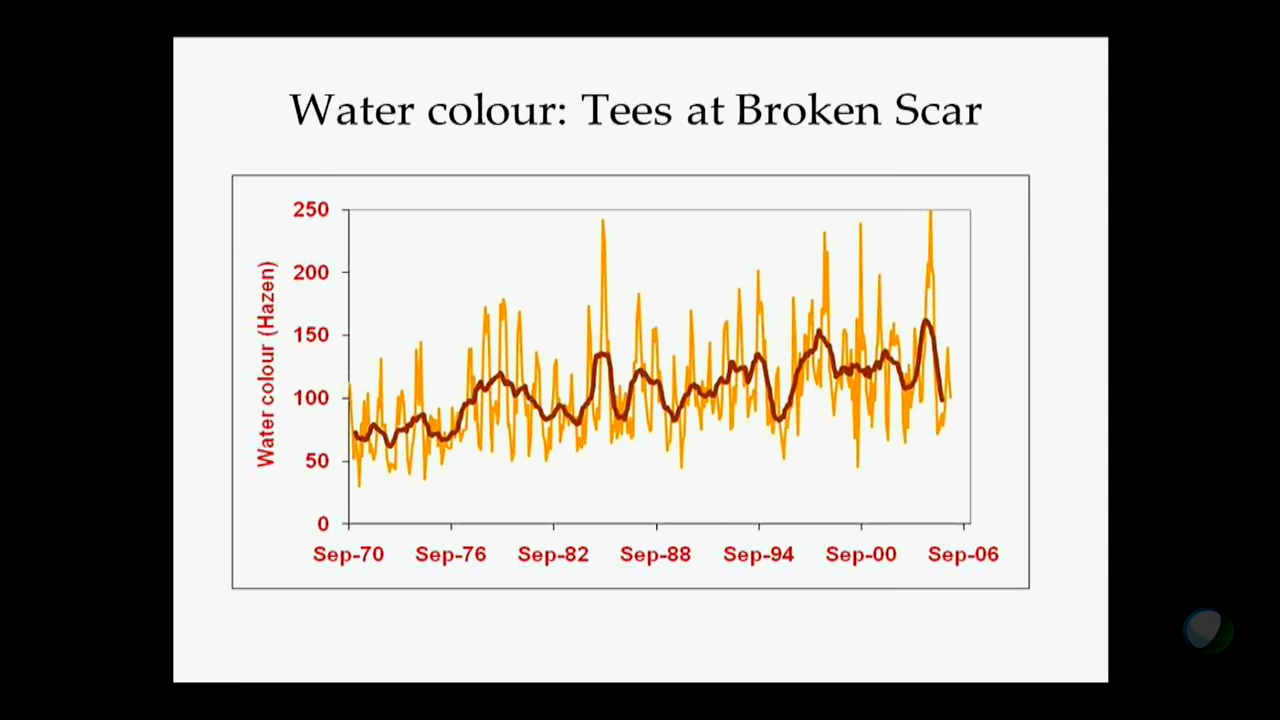 Water colour: Tees at Broken Scar
Water colour (Hazen)
250
200
150
100
50
0
Sep-70 Sep-76 Sep-82 Sep-88 Sep-94 Sep-00 Sep-06